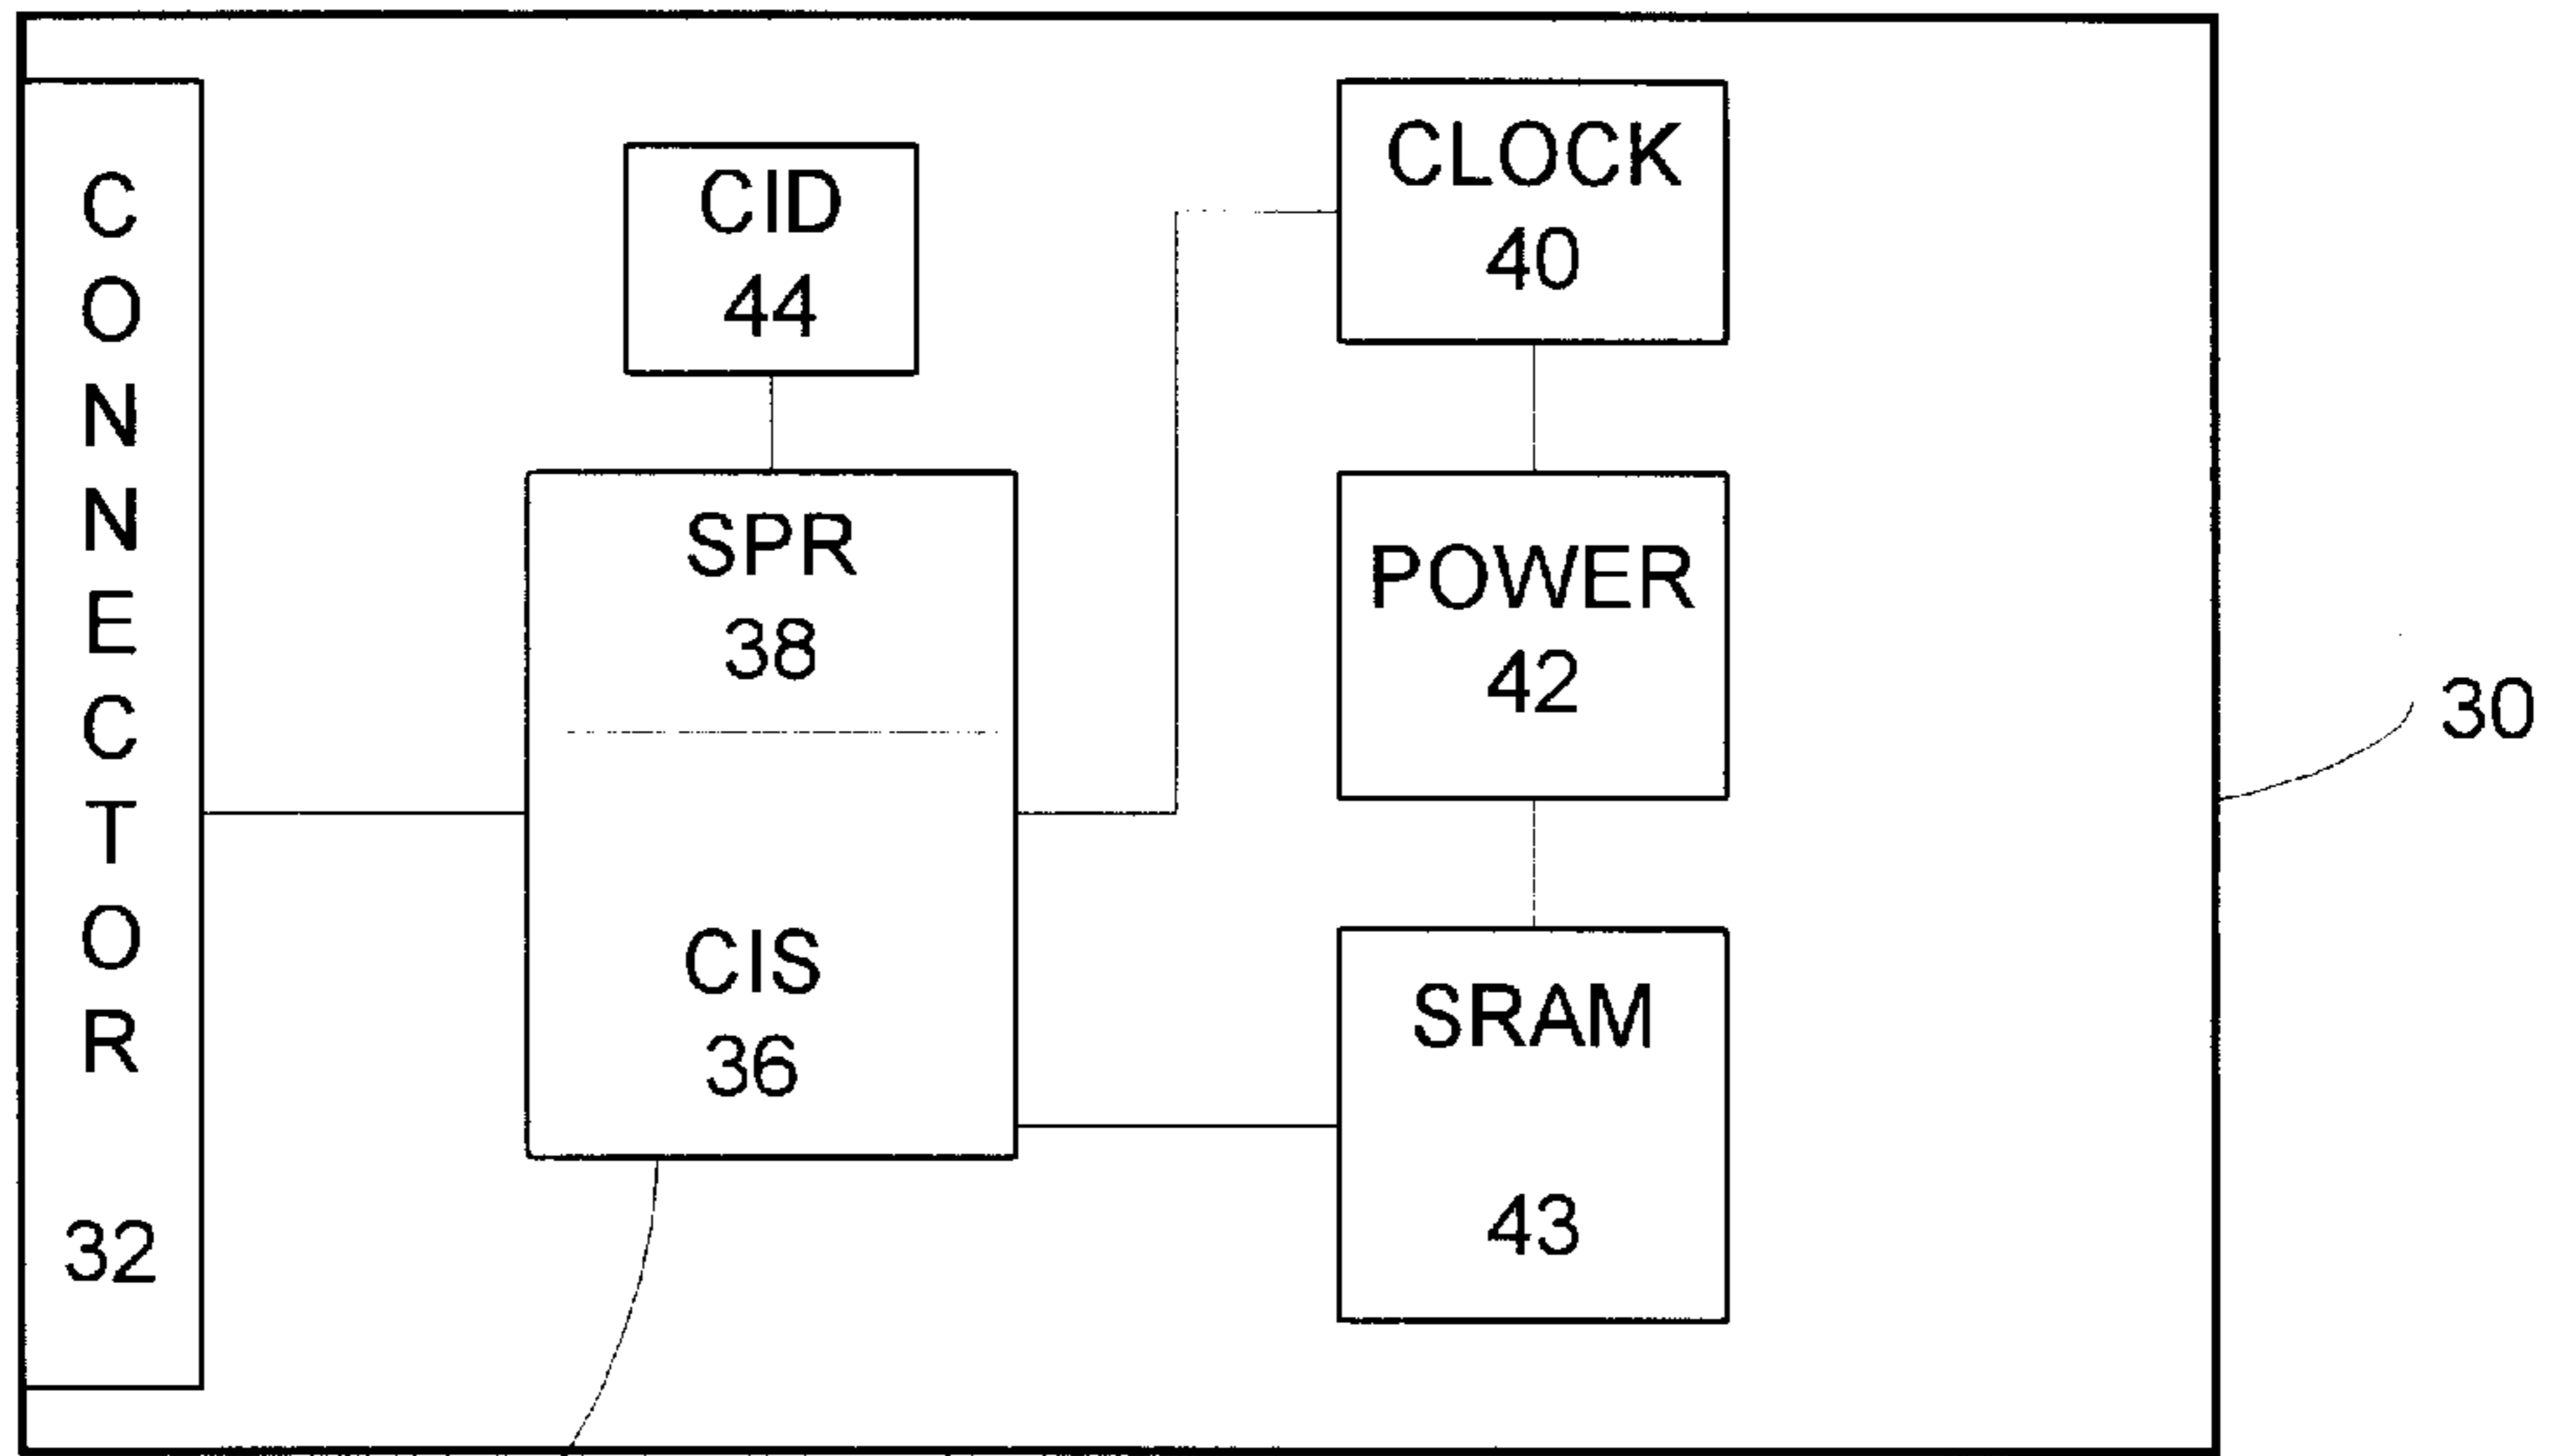 CONNECTOR
32
CID
44
SPR
38
CIS
36
CLOCK
40
POWER
42
SRAM
43
30